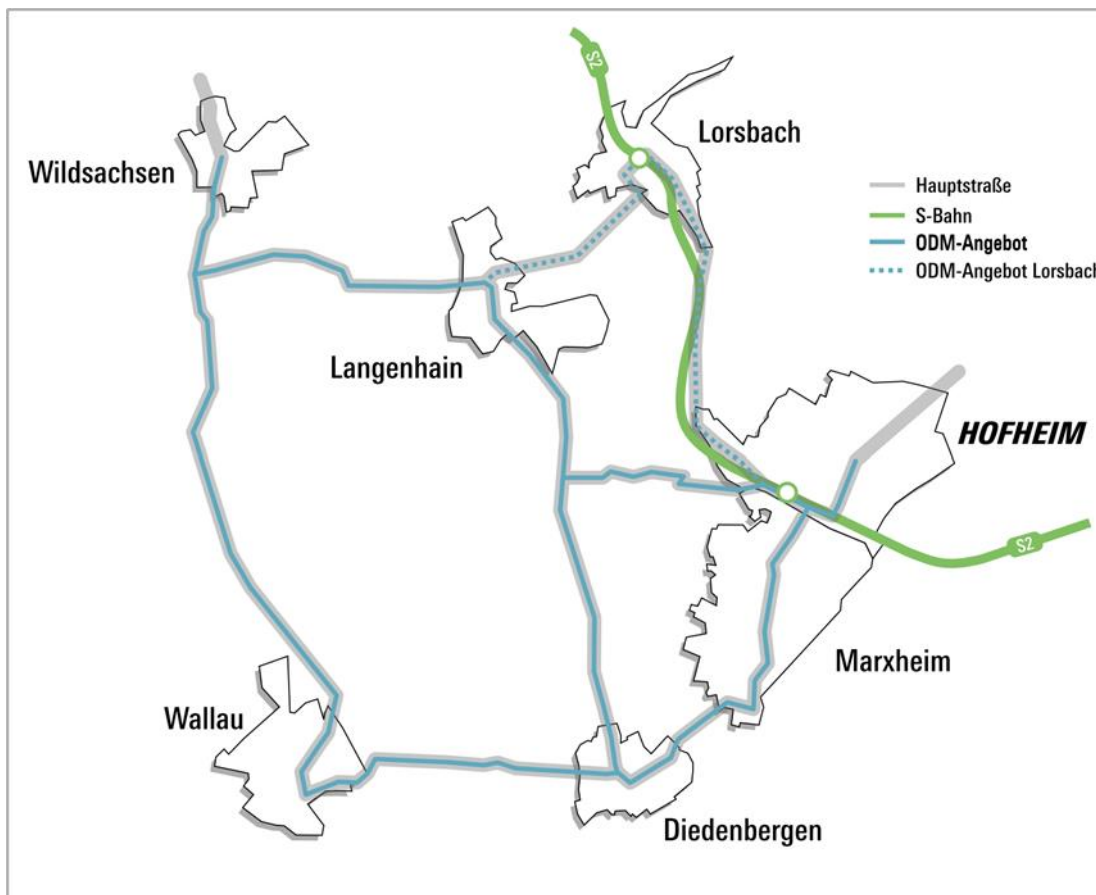 S2
Lorsbach
Wildsachsen
Hauptstraße
S-Bahn
ODM-Angebot
ODM-Angebot Lorsbach
Langenhain
HOFHEIM
S2
Marxheim
Wallau
Diedenbergen